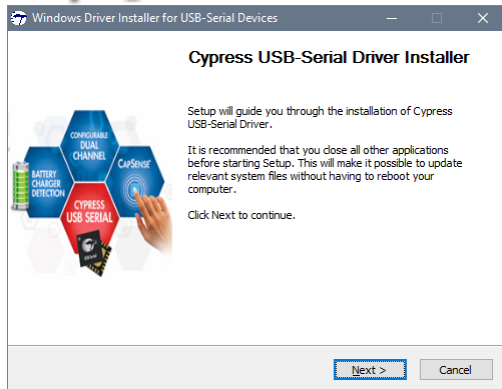 Windows Driver Installer for USB-Serial Devices
Cypress USB-Serial Driver Installer
Setup will guide you through the installation of Cypress
USB-Serial Driver.
It is recommended that you close all other applications
before starting Setup. This will make it possible to update
relevant system files without having to reboot your
computer.
Click Next to continue.
CONFIGURABLE
DUAL
CHANNEL
CAPSENSE
BATTERY
CHARGER
DETECTION
CYPRESS
USB SERIAL
Next >
Cancel